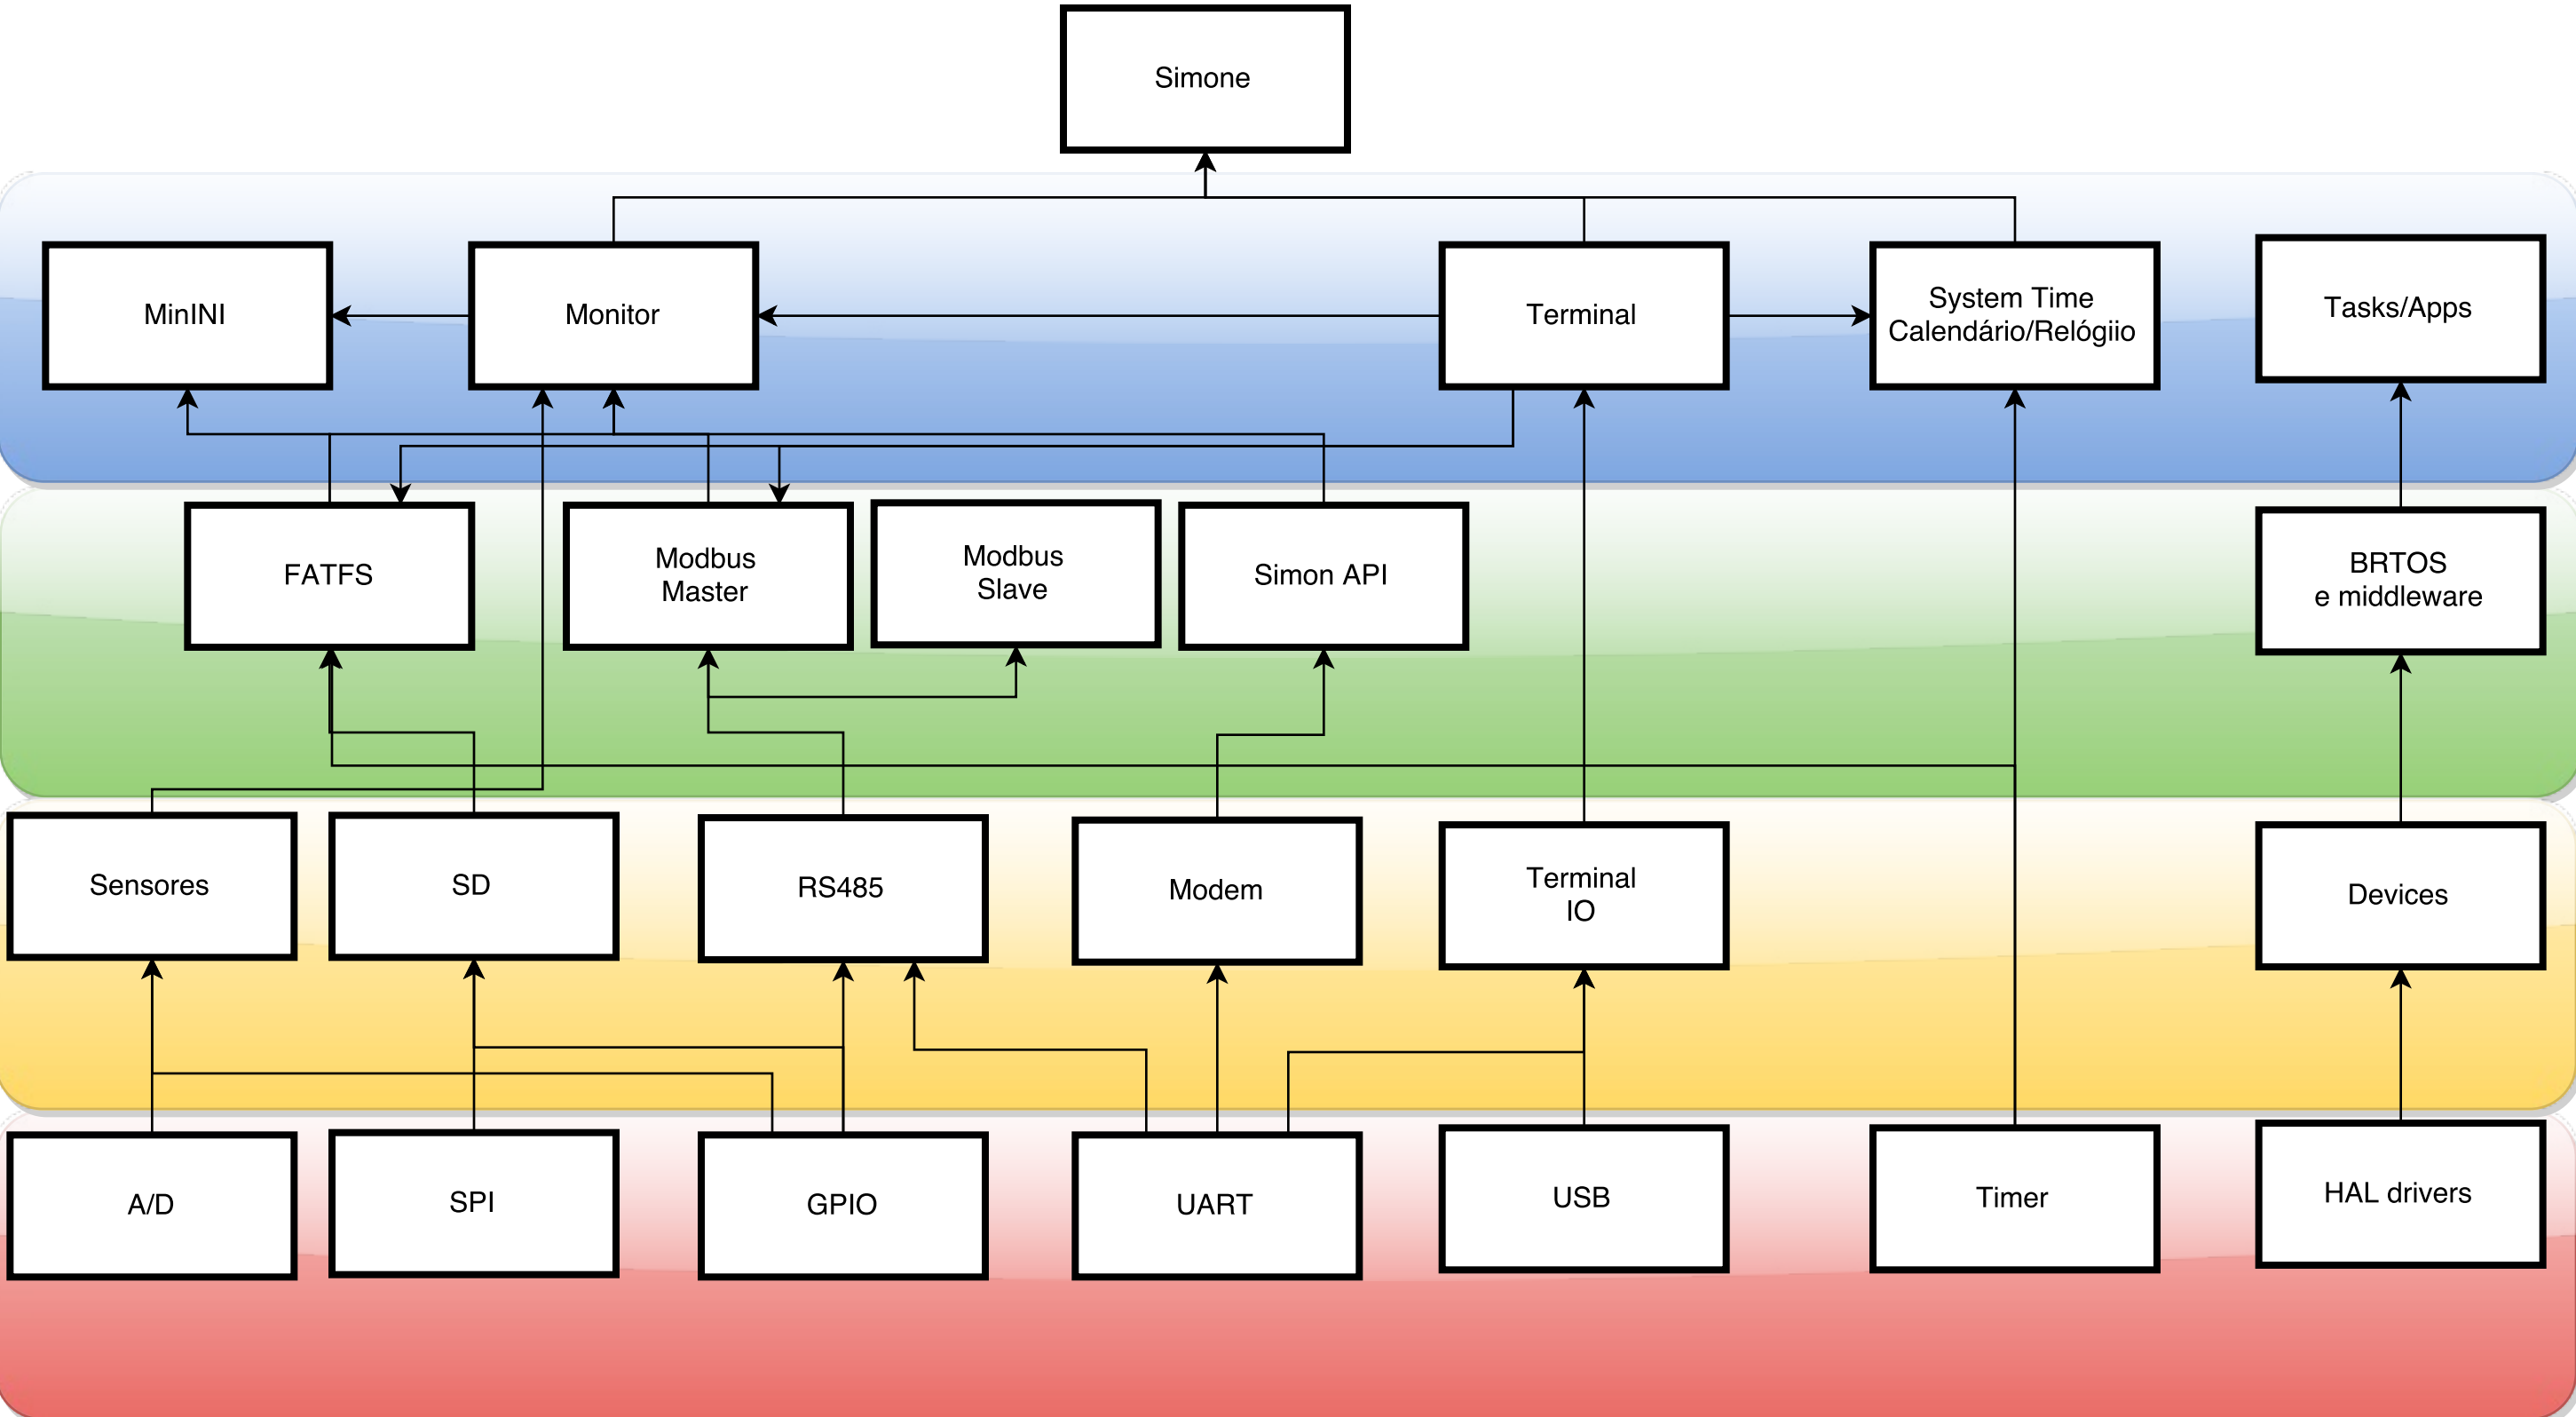 Simone
MinINI
Monitor
Terminal
System Time
Calendário/Relógiio
Tasks/Apps
FATFS
Modbus
Master
Modbus
Slave
Simon API
BRTOS
e middleware
Sensores
SD
RS485
Modem
Terminal
IO
Devices
A/D
SPI
GPIO
UART
USB
Timer
HAL drivers